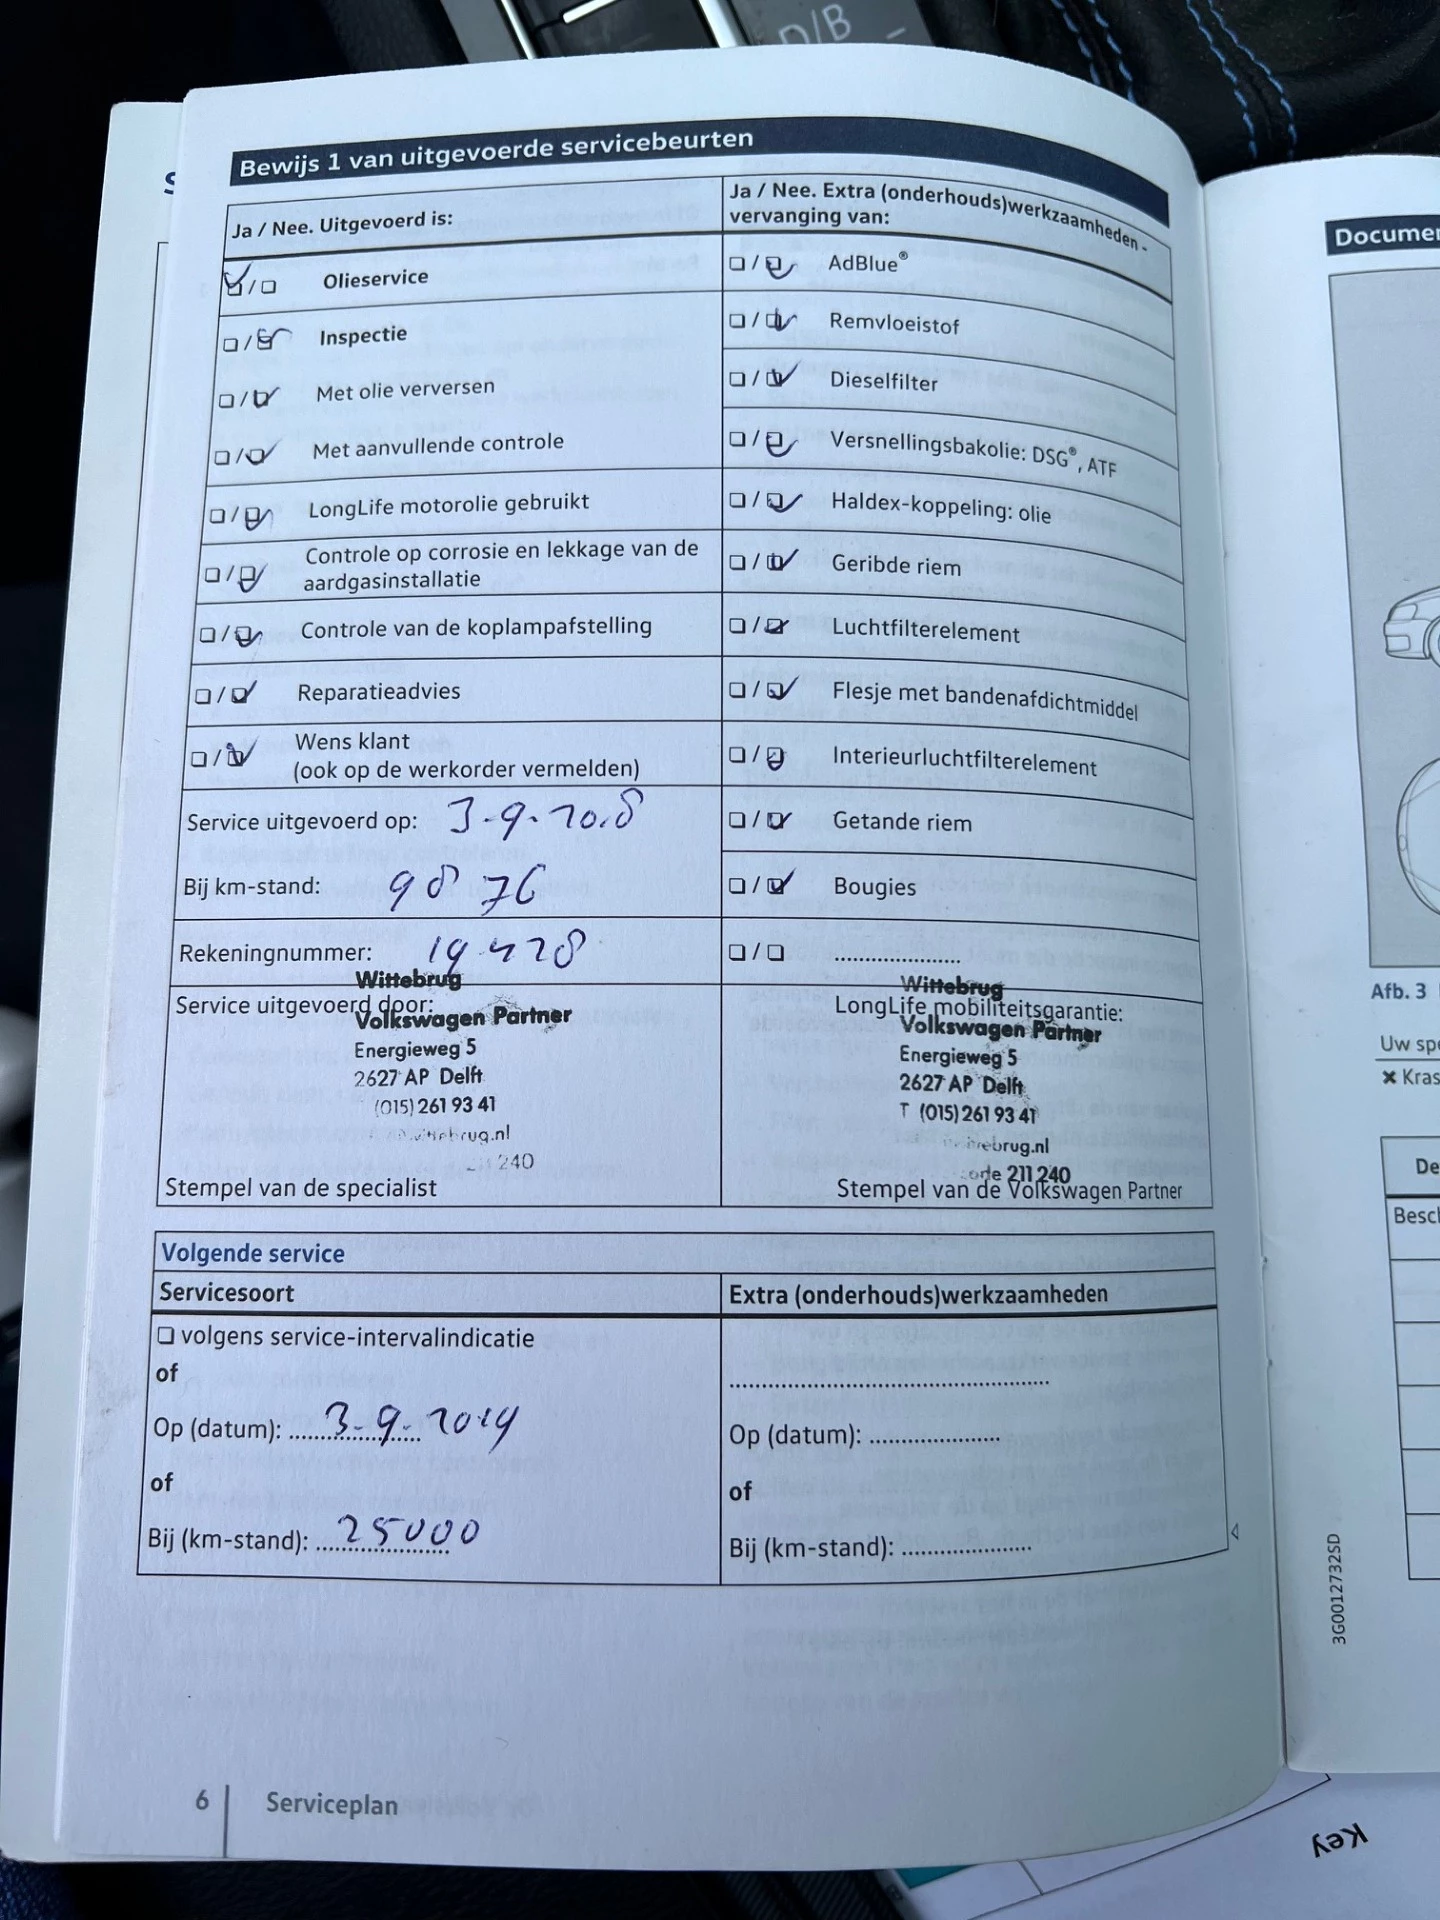 D/B
Bewijs 1 van uitgevoerde servicebeurten
Ja / Nee. Uitgevoerd is:
Olieservice
Inspectie
Met olie verversen
Met aanvullende controle
LongLife motorolie gebruikt
Controle op corrosie en lekkage van de
aardgasinstallatie
Controle van de koplampafstelling
Reparatieadvies
Wens klant
(ook op de werkorder vermelden)
Service uitgevoerd op: 3-9-2018
Bij km-stand: 9876
Rekeningnummer:
Ja / Nee. Extra (onderhouds)werkzaamheden -
vervanging van:
AdBlue®
Remvloeistof
Dieselfilter
Versnellingsbakolie: DSG®, ATF
Haldex-koppeling: olie
Geribde riem
Luchtfilterelement
Flesje met bandenafdichtmiddel
Interieurluchtfilterelement
Getande riem
Bougies
....................
Wittebrug
Service uitgevoerd door:
Volkswagen Partner
Energieweg 5
2627 AP Delft
(015) 261 93 41
240
Stempel van de specialist
Wittebrug
LongLife mobiliteitsgarantie:
Volkswagen Partner
Energieweg 5
2627 AP Delft
T (015) 261 93 41
211 240
Stempel van de Volkswagen Partner
Volgende service
Servicesoort
volgens service-intervalindicatie
of
Op (datum): 3-9-2019
of
Bij (km-stand): 25000
Extra (onderhouds)werkzaamheden
Op (datum): ....................
of
Bij (km-stand): ....................
6
Serviceplan
Afb. 3
3G0012732SD
Key